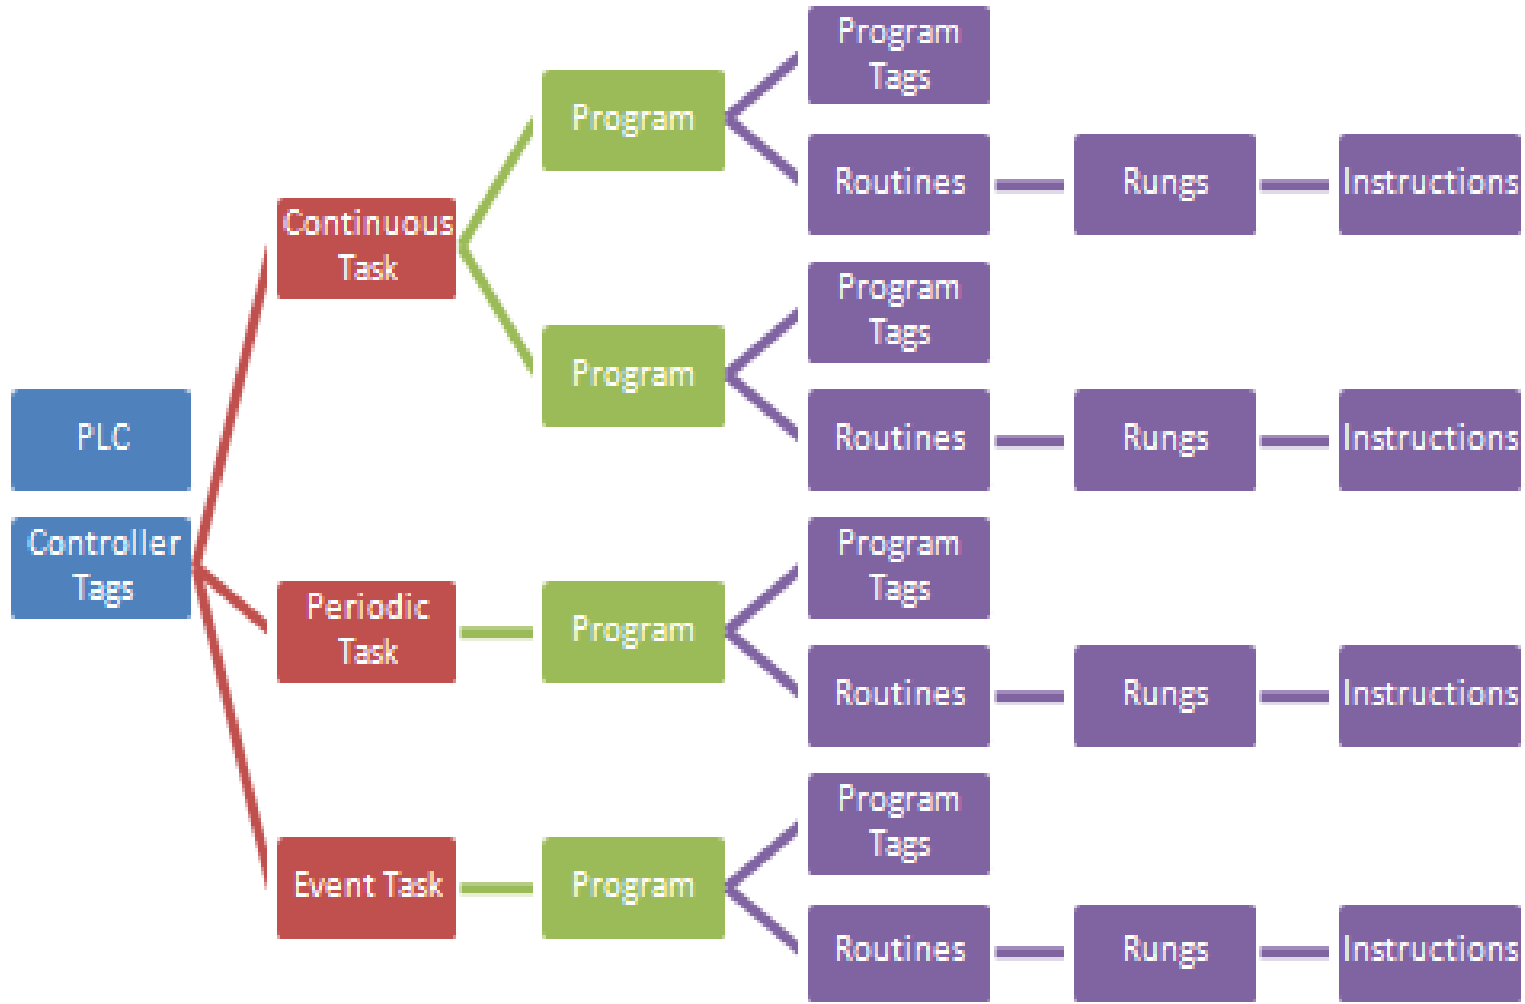 PLC
Controller
Tags
Continuous
Task
Periodic
Task
Event Task
Program
Program
Program
Program
Program
Tags
Routines
Rungs
Instructions
Program
Tags
Routines
Rungs
Instructions
Program
Tags
Routines
Rungs
Instructions
Program
Tags
Routines
Rungs
Instructions